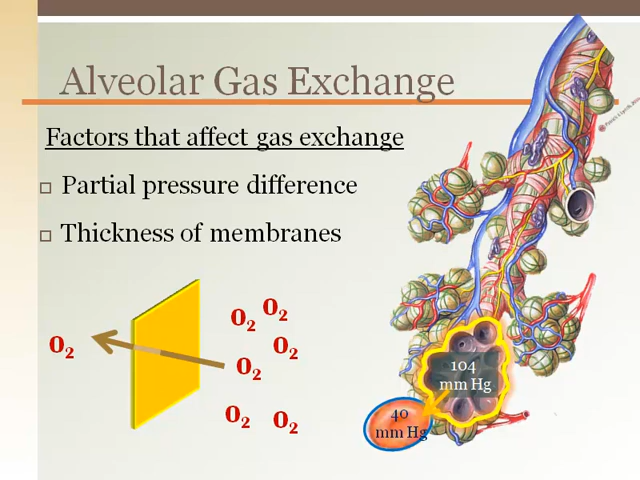 Alveolar Gas Exchange
Factors that affect gas exchange
Partial pressure difference
Thickness of membranes
O₂
O₂
O₂
O₂
O₂
O₂
O₂
104
mm Hg
40
mm Hg